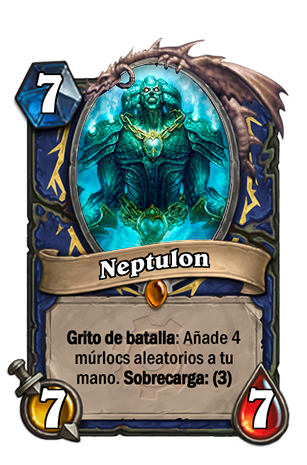 7
Neptulon
Grito de batalla: Añade 4
múrlocs aleatorios a tu
mano. Sobrecarga: (3)
7
7